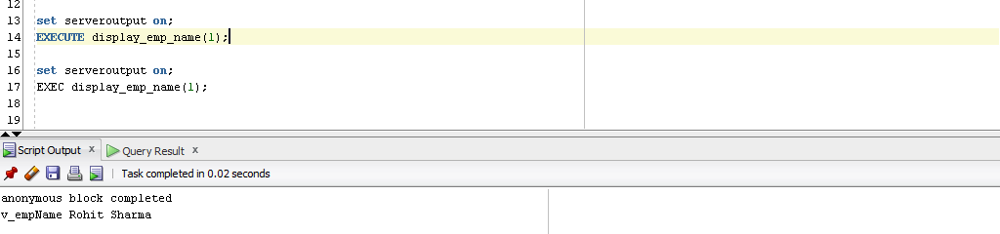 12
13 set serveroutput on;
14 EXECUTE display_emp_name(1);
15
16 set serveroutput on;
17 EXEC display_emp_name(1);
18
19
Script Output x Query Result x
Task completed in 0.02 seconds
anonymous block completed
v_empName Rohit Sharma